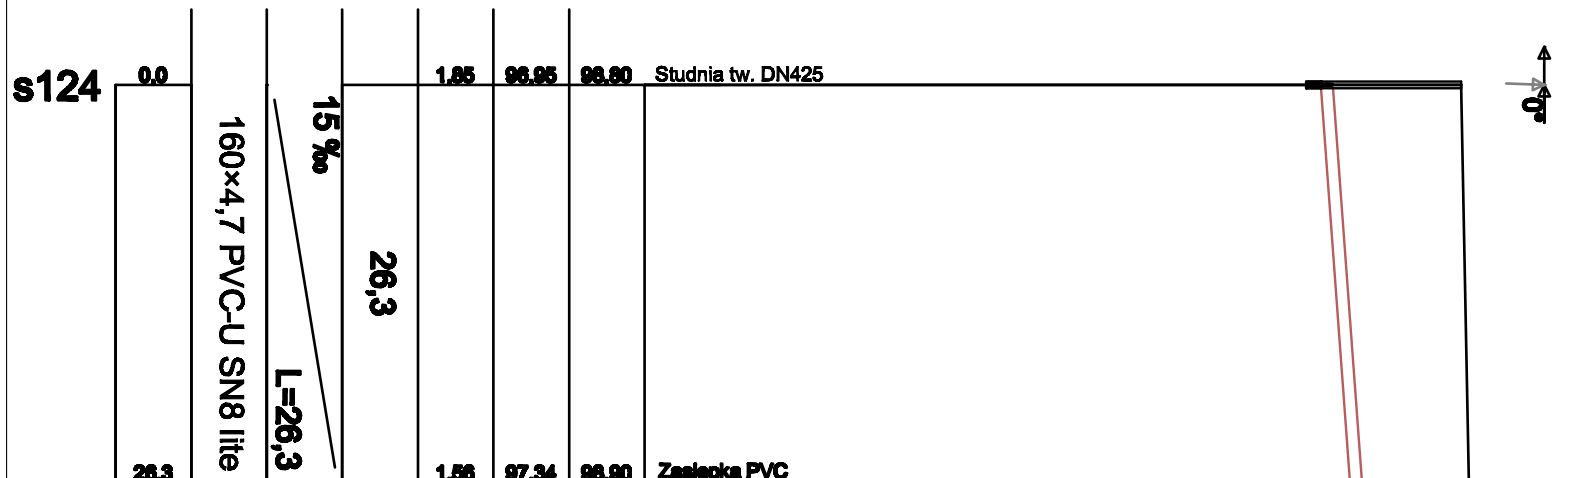 s124
0,0
1,85
96,95
98,80
Studnia tw. DN425
0°
15 ‰
160×4,7 PVC-U SN8 lite
26,3
L=26,3
26,3
1,56
97,34
98,90
Zaslepka PVC